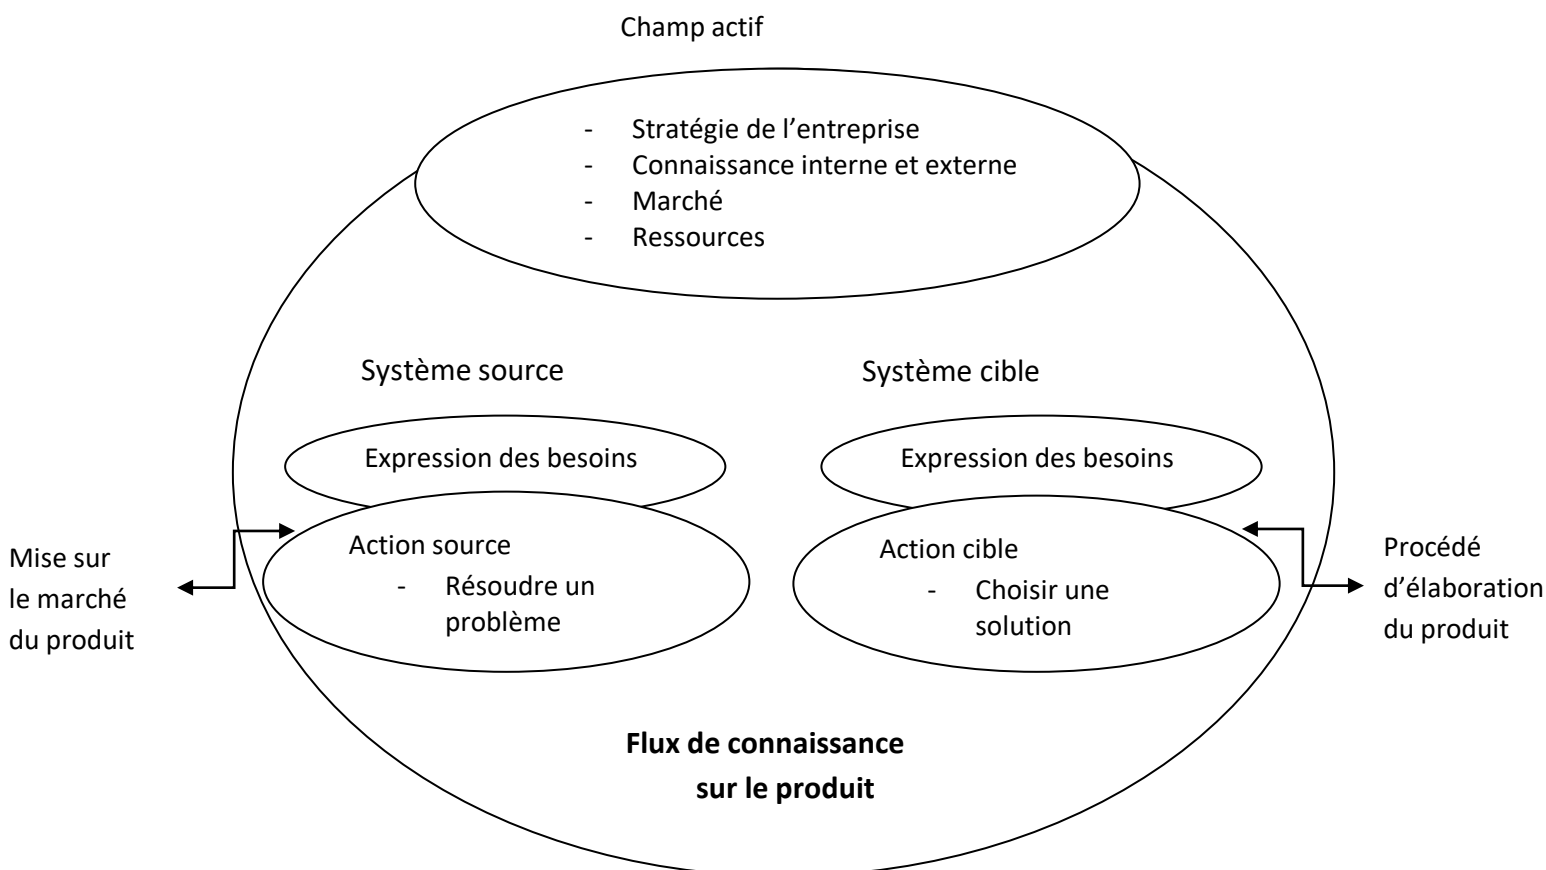 Champ actif
- Stratégie de l’entreprise
- Connaissance interne et externe
- Marché
- Ressources
Système source
Système cible
Expression des besoins
Expression des besoins
Action source
- Résoudre un
problème
Action cible
- Choisir une
solution
Mise sur
le marché
du produit
Procédé
d’élaboration
du produit
Flux de connaissance
sur le produit